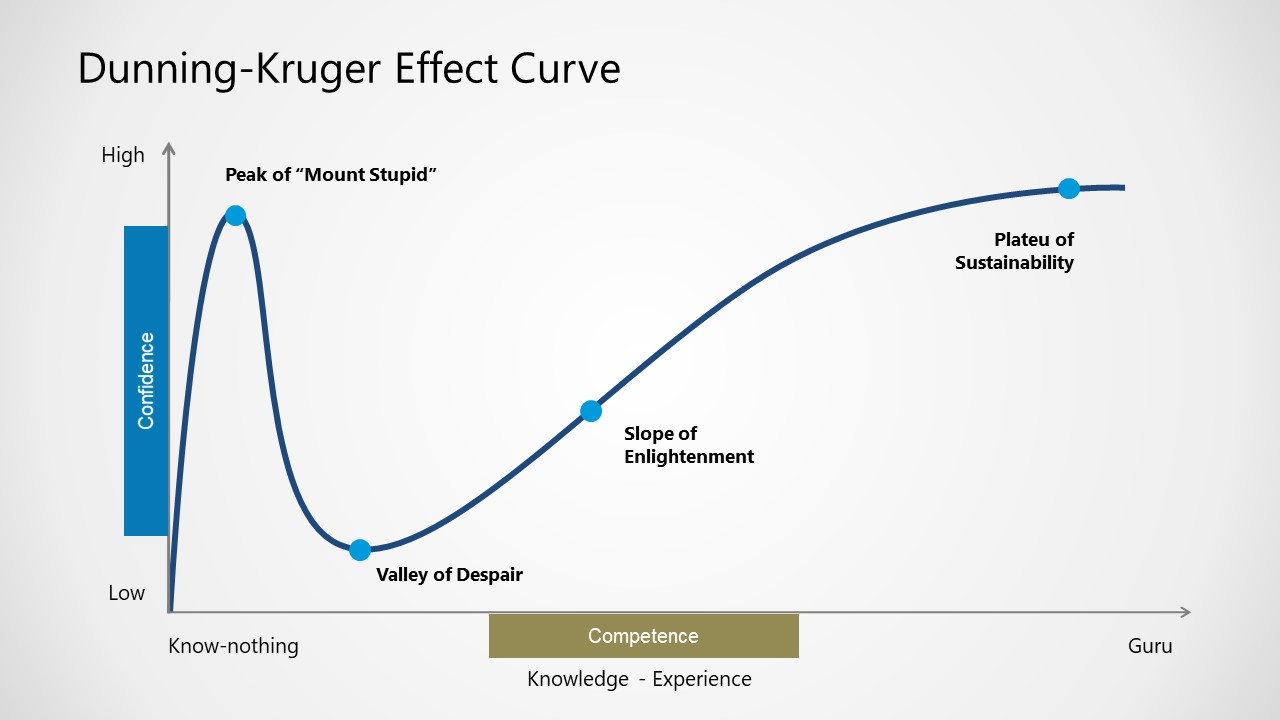 Dunning-Kruger Effect Curve
High
Peak of “Mount Stupid”
Plateu of
Sustainability
Confidence
Slope of
Enlightenment
Valley of Despair
Low
Know-nothing
Competence
Guru
Knowledge - Experience